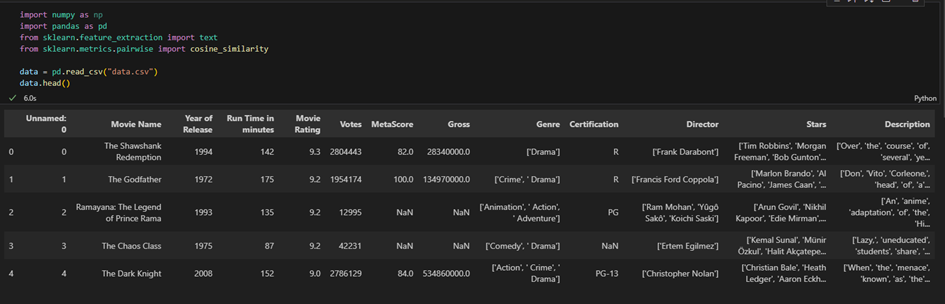 import numpy as np
import pandas as pd
from sklearn.feature_extraction import text
from sklearn.metrics.pairwise import cosine_similarity
data = pd.read_csv("data.csv")
data.head()
6.0s
Python
Unnamed: 0 Movie Name Year of Release Run Time in minutes Movie Rating Votes MetaScore Gross Genre Certification Director Stars Description
0 0 The Shawshank Redemption 1994 142 9.3 2804443 82.0 28340000.0 ['Drama'] R ['Frank Darabont'] ['Tim Robbins', 'Morgan Freeman', 'Bob Gunton'... ['Over', 'the', 'course', 'of', 'several', 'ye...
1 1 The Godfather 1972 175 9.2 1954174 100.0 134970000.0 ['Crime', ' Drama'] R ['Francis Ford Coppola'] ['Marlon Brando', 'Al Pacino', 'James Caan', '... ['Don', 'Vito', 'Corleone,', 'head', 'of', 'a'...
2 2 Ramayana: The Legend of Prince Rama 1993 135 9.2 12995 NaN NaN ['Animation', ' Action', ' Adventure'] PG ['Ram Mohan', 'Yûgô Sakô', 'Koichi Saski'] ['Arun Govil', 'Nikhil Kapoor', 'Edie Mirman',... ['An', 'anime', 'adaptation', 'of', 'the', 'Hi...
3 3 The Chaos Class 1975 87 9.2 42231 NaN NaN ['Comedy', ' Drama'] NaN ['Ertem Egilmez'] ['Kemal Sunal', 'Münir Özkul', 'Halit Akçatepe... ['Lazy,', 'uneducated', 'students', 'share', '...
4 4 The Dark Knight 2008 152 9.0 2786129 84.0 534860000.0 ['Action', ' Crime', ' Drama'] PG-13 ['Christopher Nolan'] ['Christian Bale', 'Heath Ledger', 'Aaron Eckh... ['When', 'the', 'menace', 'known', 'as', 'the'...